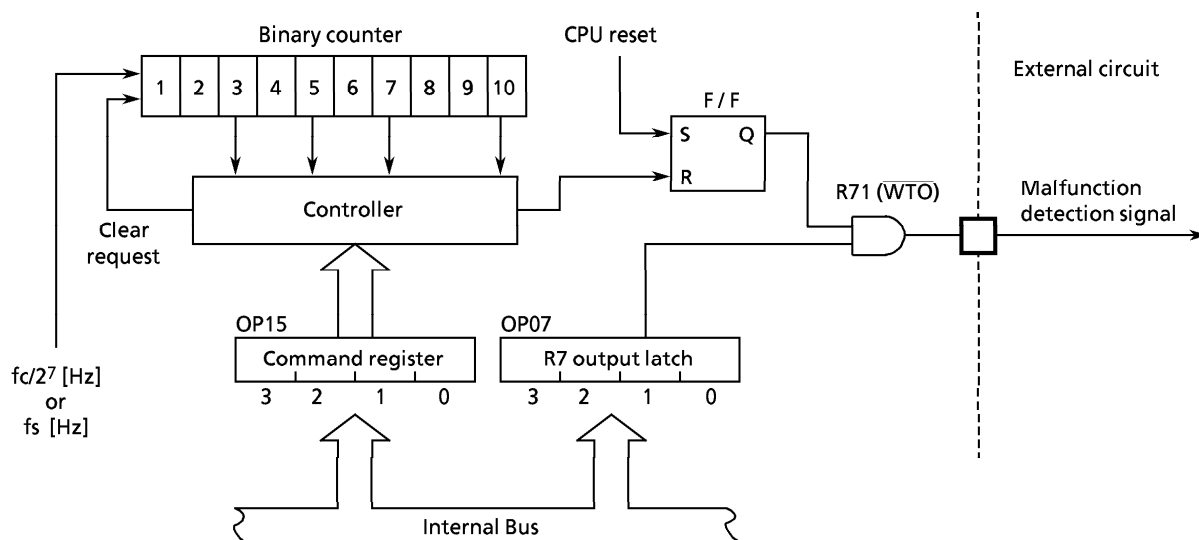 Binary counter
CPU reset
External circuit
1 2 3 4 5 6 7 8 9 10
F / F
S Q
R
R71 (W̅T̅O̅)
Malfunction
detection signal
Controller
Clear
request
OP15
OP07
Command register
R7 output latch
3 2 1 0
3 2 1 0
fc/2⁷ [Hz]
or
fs [Hz]
Internal Bus